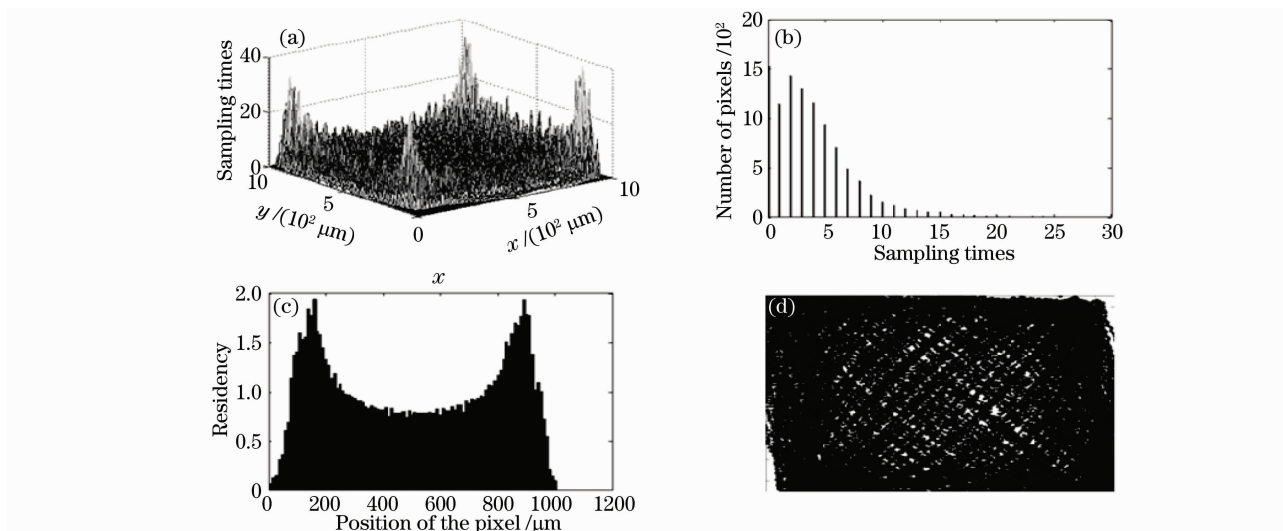 (a)
Sampling times
40
20
0
10
5
0
y /(10² μm)
5
10
x /(10² μm)
(b)
Number of pixels /10²
20
15
10
5
0
0 5 10 15 20 25 30
Sampling times
x
(c)
Residency
2.0
1.5
1.0
0.5
0
0 200 400 600 800 1000 1200
Position of the pixel /μm
(d)